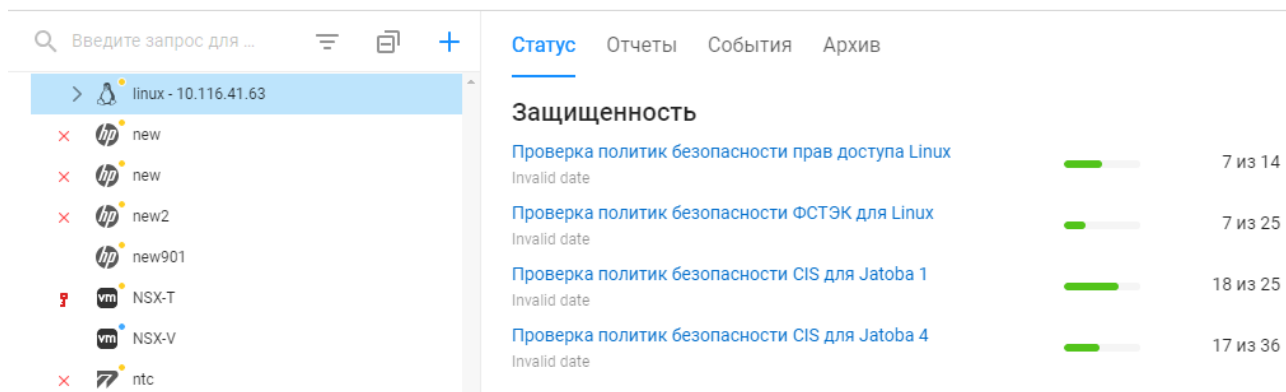 Введите запрос для ...
linux - 10.116.41.63
new
new
new2
new901
NSX-T
NSX-V
ntc
Статус Отчеты События Архив
Защищенность
Проверка политик безопасности прав доступа Linux 7 из 14
Invalid date
Проверка политик безопасности ФСТЭК для Linux 7 из 25
Invalid date
Проверка политик безопасности CIS для Jatoba 1 18 из 25
Invalid date
Проверка политик безопасности CIS для Jatoba 4 17 из 36
Invalid date